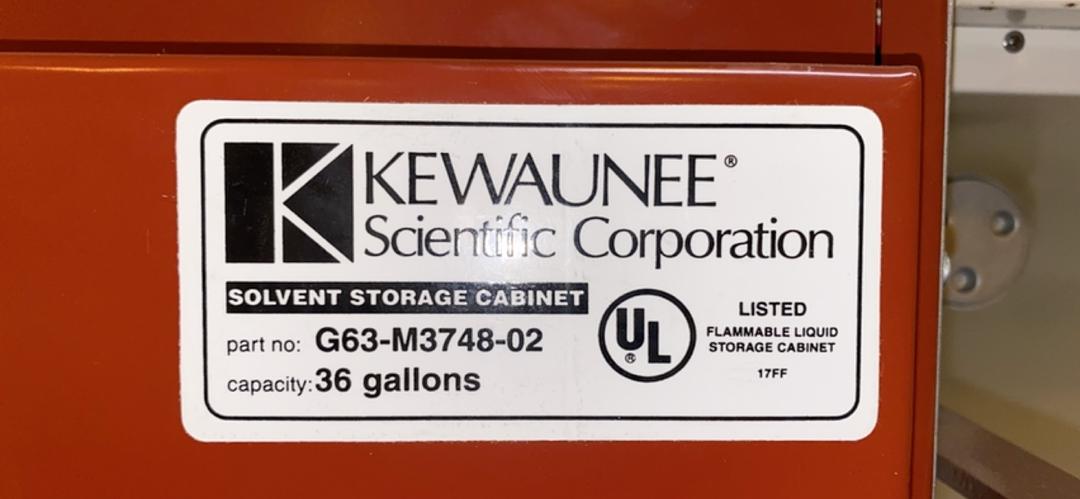 KEWAUNEE®
Scientific Corporation
SOLVENT STORAGE CABINET
part no: G63-M3748-02
capacity: 36 gallons
UL®
LISTED
FLAMMABLE LIQUID
STORAGE CABINET
17FF